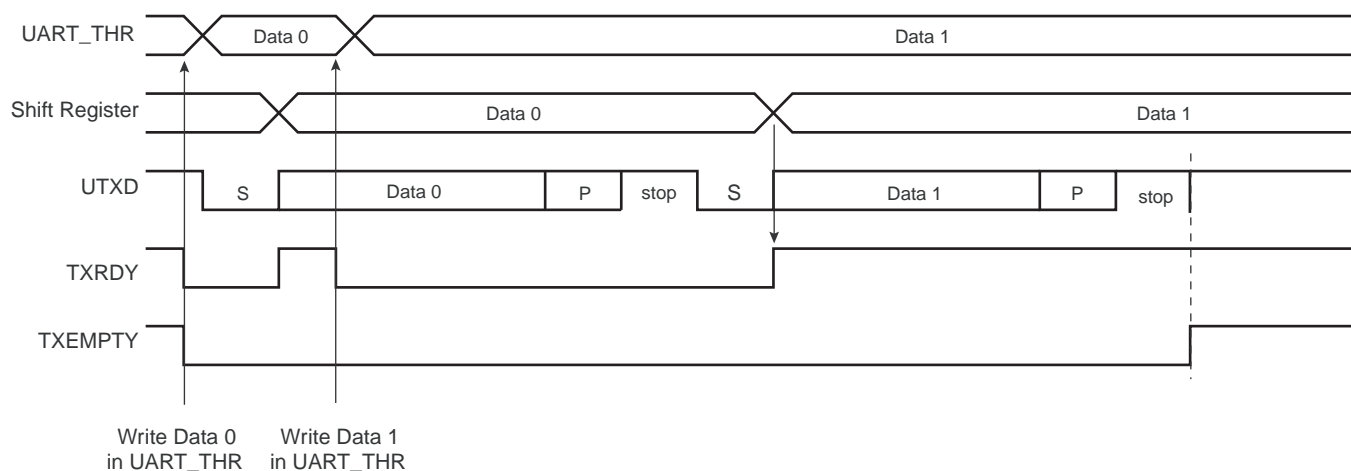 UART_THR Data 0 Data 1
Shift Register Data 0 Data 1
UTXD S Data 0 P stop S Data 1 P stop
TXRDY
TXEMPTY
Write Data 0 Write Data 1
in UART_THR in UART_THR